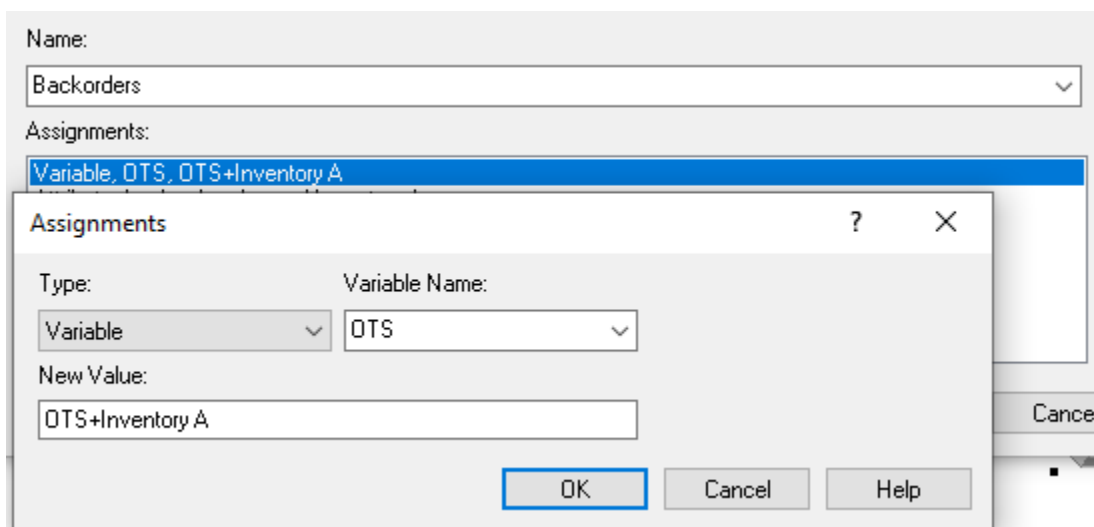 Name:
Backorders
Assignments:
Variable, OTS, OTS+Inventory A
Assignments ?
Type: Variable Name:
Variable OTS
New Value:
OTS+Inventory A
Cance
OK Cancel Help